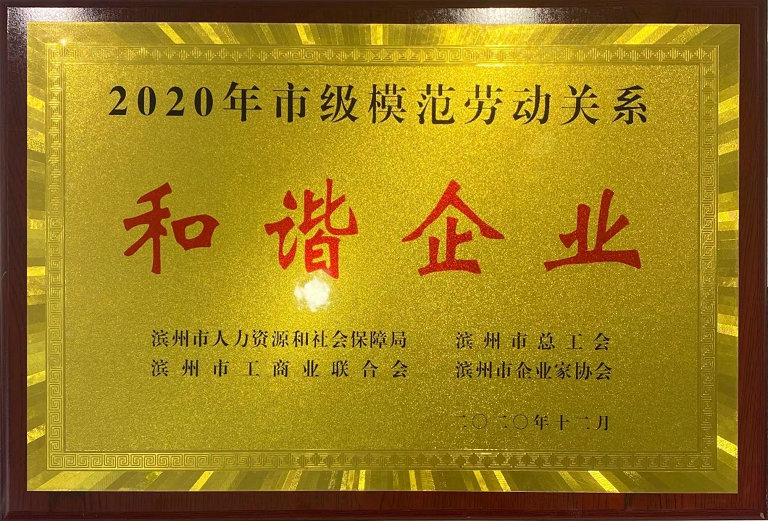 2020年市级模范劳动关系
和谐企业
滨州市人力资源和社会保障局 滨州市总工会
滨州市工商业联合会 滨州市企业家协会
二〇二〇年十二月